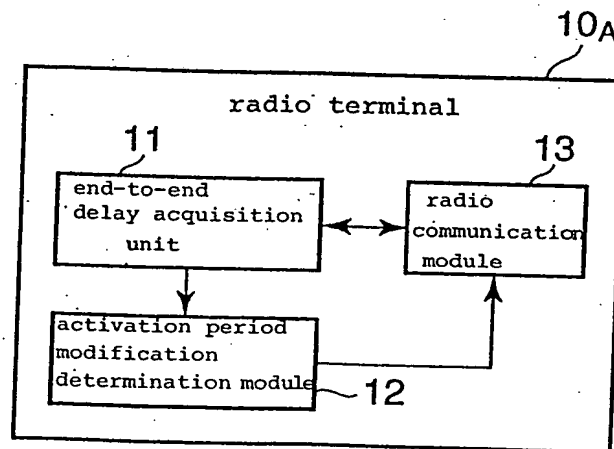 10A
radio terminal
11
end-to-end
delay acquisition
unit
13
radio
communication
module
activation period
modification
determination module
12